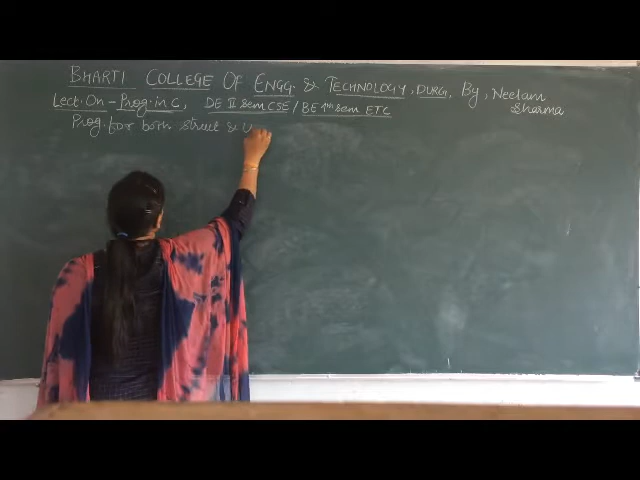 BHARTI COLLEGE OF ENGG. & TECHNOLOGY, DURG, By, Neelam Sharma
Lect. On - Prog. in C, DE II sem CSE / BE 1st sem ETC
Prog. for both struct & U